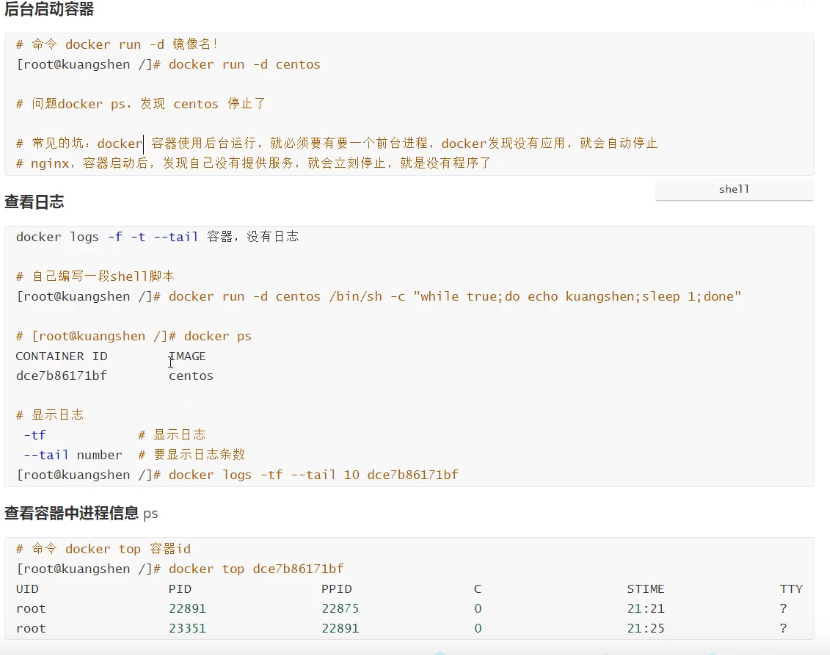 后台启动容器
# 命令 docker run -d 镜像名！
[root@kuangshen /]# docker run -d centos
# 问题docker ps，发现 centos 停止了
# 常见的坑：docker 容器使用后台运行，就必须要有要一个前台进程，docker发现没有应用，就会自动停止
# nginx，容器启动后，发现自己没有提供服务，就会立刻停止，就是没有程序了
shell
查看日志
docker logs -f -t --tail 容器，没有日志
# 自己编写一段shell脚本
[root@kuangshen /]# docker run -d centos /bin/sh -c "while true;do echo kuangshen;sleep 1;done"
# [root@kuangshen /]# docker ps
CONTAINER ID IMAGE
dce7b86171bf centos
# 显示日志
-tf # 显示日志
--tail number # 要显示日志条数
[root@kuangshen /]# docker logs -tf --tail 10 dce7b86171bf
查看容器中进程信息 ps
# 命令 docker top 容器id
[root@kuangshen /]# docker top dce7b86171bf
UID PID PPID C STIME TTY
root 22891 22875 0 21:21 ?
root 23351 22891 0 21:25 ?